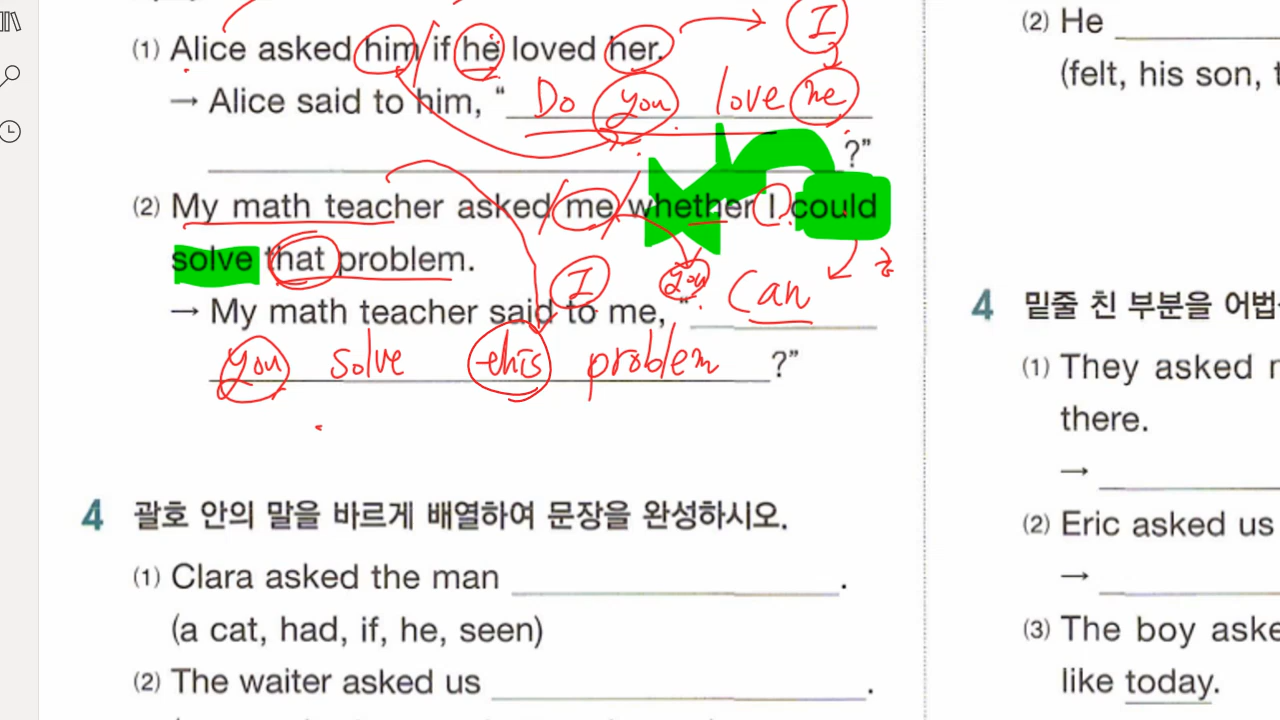 (1) Alice asked him if he loved her.
I
→ Alice said to him, “ Do you love me
?”
(2) My math teacher asked me whether I could
solve that problem.
I you
→ My math teacher said to me, “ Can
you solve this problem ?”
4 괄호 안의 말을 바르게 배열하여 문장을 완성하시오.
(1) Clara asked the man .
(a cat, had, if, he, seen)
(2) The waiter asked us .
(2) He
(felt, his son, t
4 밑줄 친 부분을 어법
(1) They asked
there.
→
(2) Eric asked us
→
(3) The boy aske
like today.